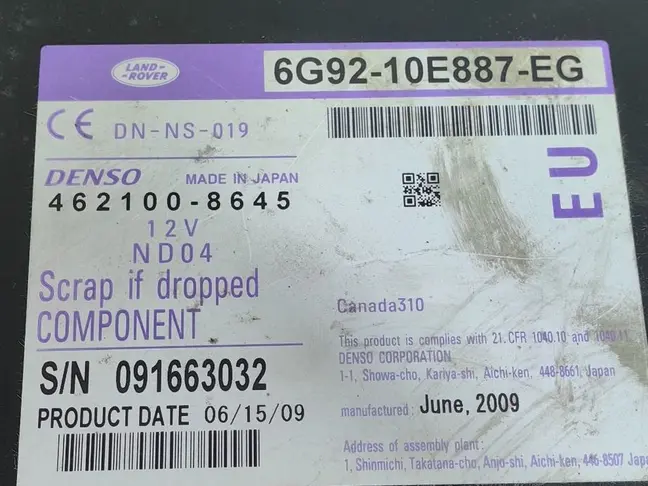 LAND-
ROVER
6G92-10E887-EG
CE DN-NS-019
DENSO MADE IN JAPAN
462100-8645
12V
ND04
EU
Scrap if dropped
COMPONENT
S/N 091663032
PRODUCT DATE 06/15/09
Canada310
This product is complies with 21.CFR 1040.10 and 1040.11.
DENSO CORPORATION
1-1, Showa-cho, Kariya-shi, Aichi-ken, 448-8661, Japan
manufactured: June, 2009
Address of assembly plant:
1, Shinmichi, Takatana-cho, Anjo-shi, Aichi-ken, 446-8507 Japa